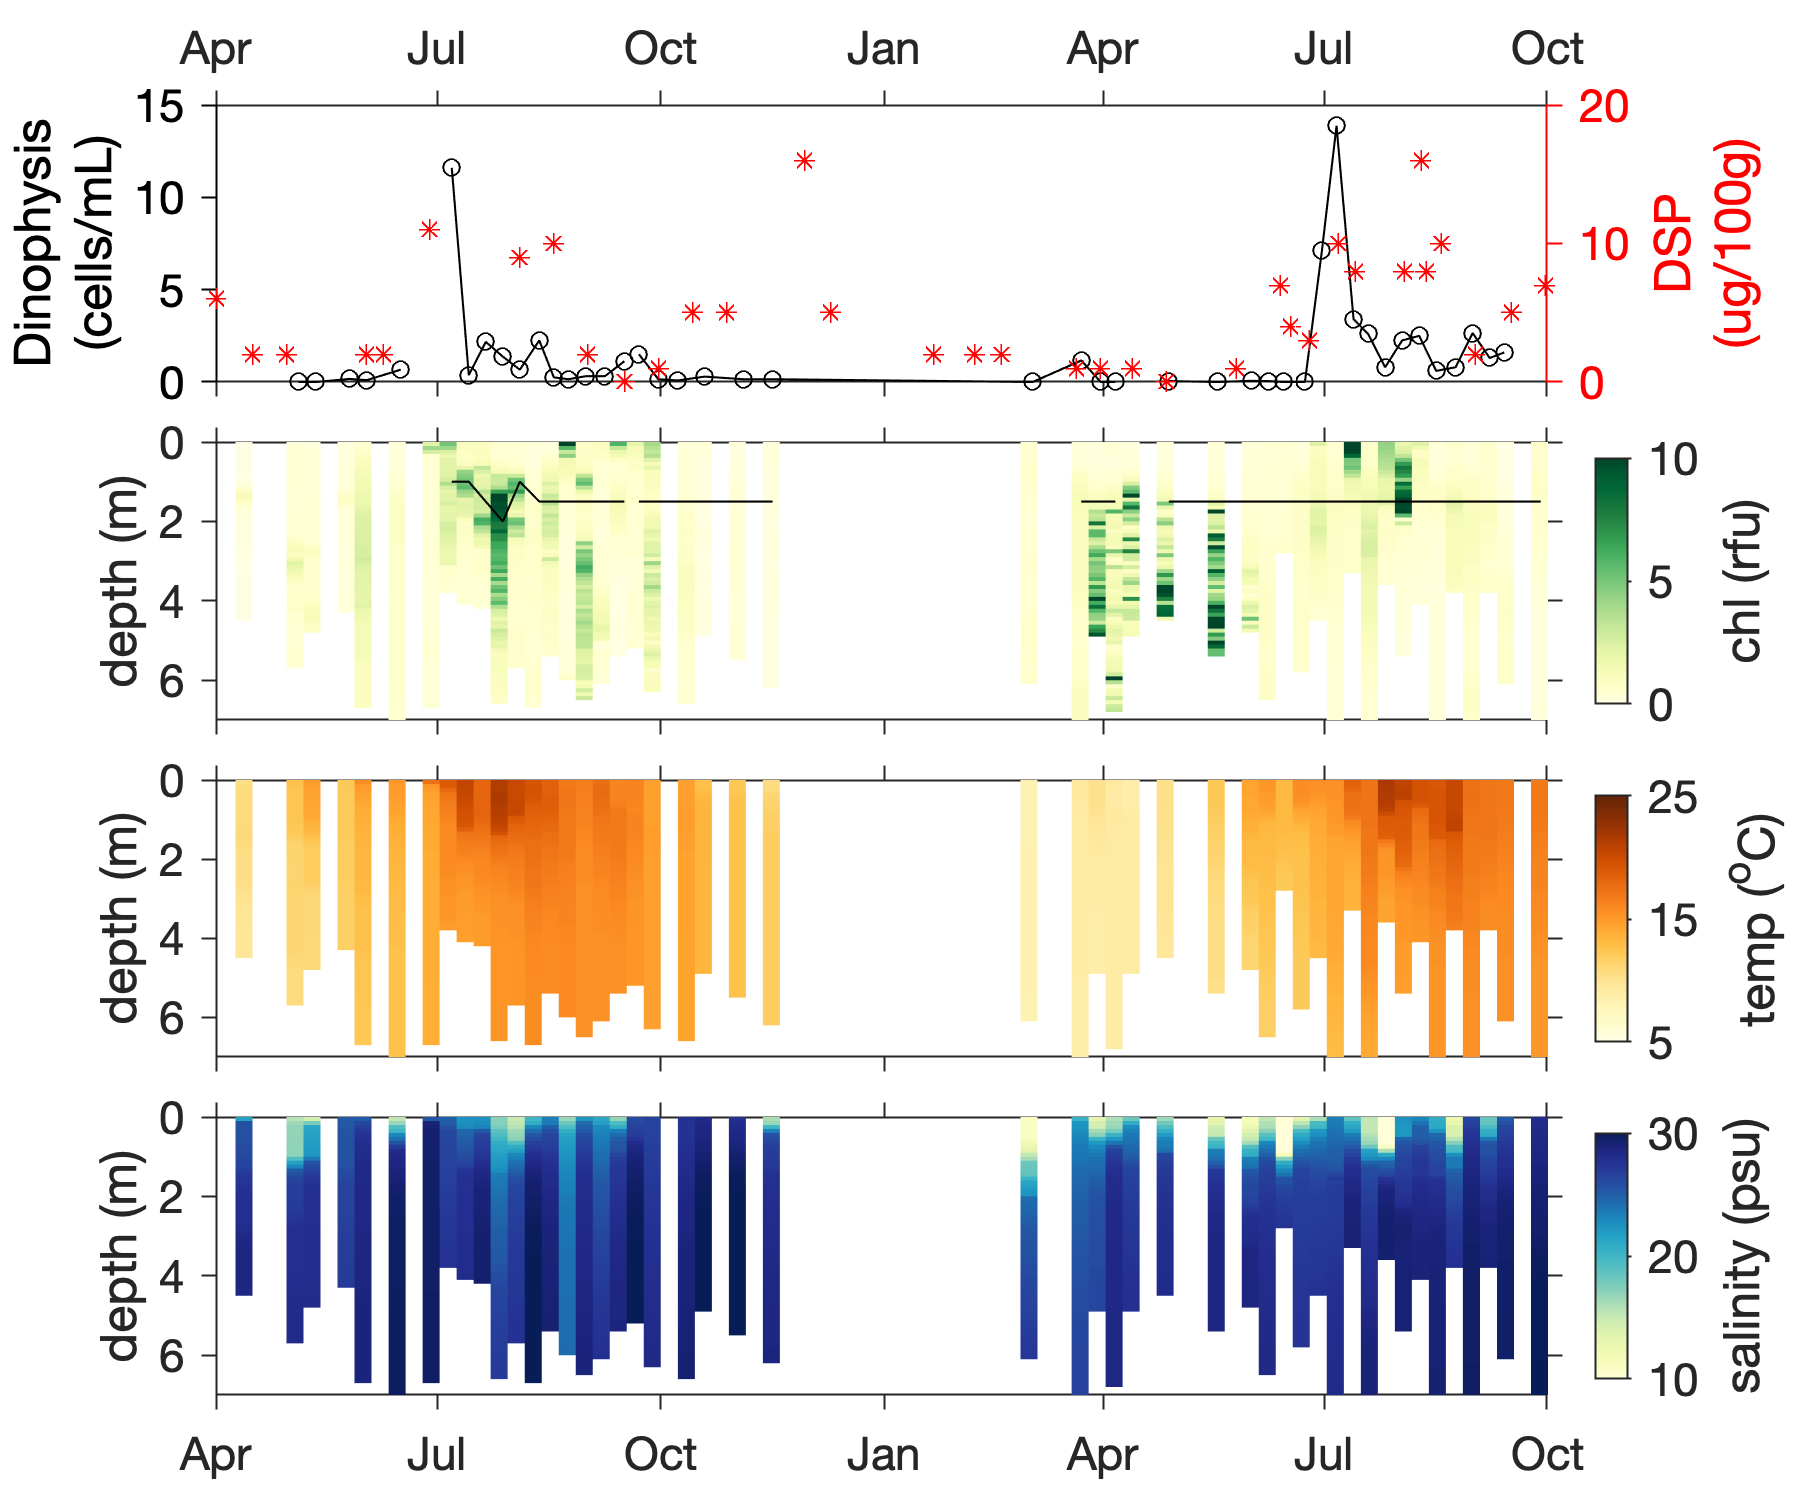 Apr Jul Oct Jan Apr Jul Oct
15 20
10 10
5
0 0
Dinophysis
(cells/mL)
DSP
(ug/100g)
0
2
4
6
depth (m)
10
5
0
chl (rfu)
0
2
4
6
depth (m)
25
15
5
temp (°C)
0
2
4
6
depth (m)
30
20
10
salinity (psu)
Apr Jul Oct Jan Apr Jul Oct